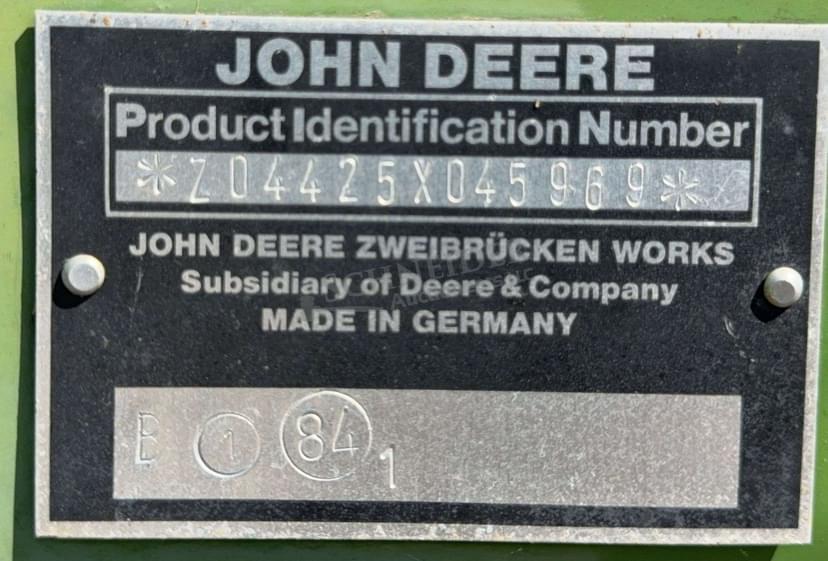 JOHN DEERE
Product Identification Number
*Z04425X045969*
JOHN DEERE ZWEIBRÜCKEN WORKS
Subsidiary of Deere & Company
MADE IN GERMANY
B 1 84 1